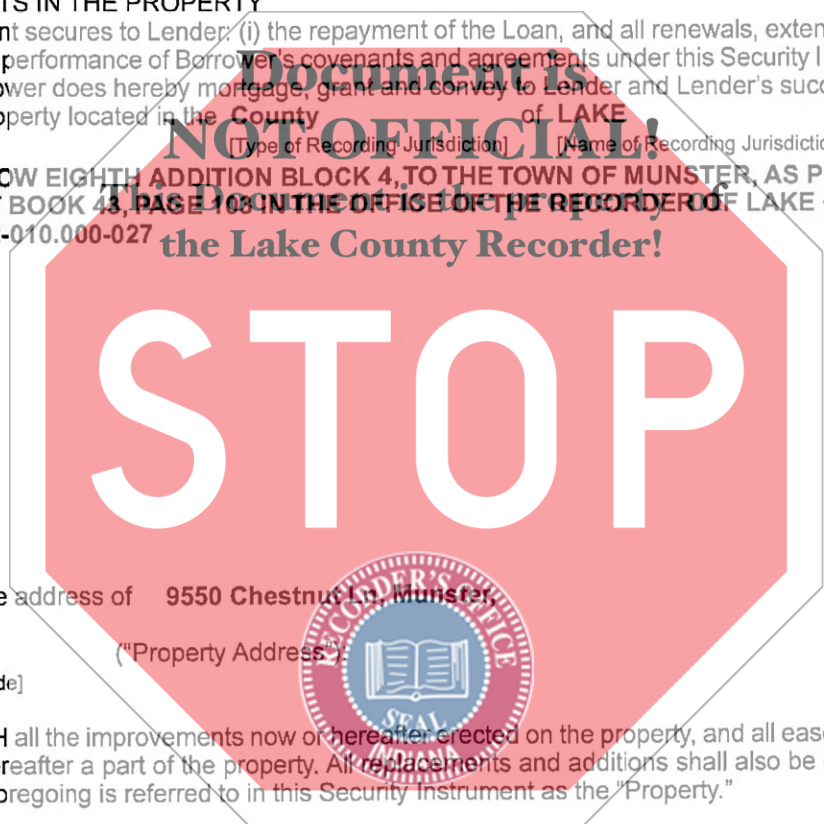 TS IN THE PROPERTY
nt secures to Lender: (i) the repayment of the Loan, and all renewals, exten
performance of Borrower's covenants and agreements under this Security I
ower does hereby mortgage, grant and convey to Lender and Lender's succ
operty located in the County of LAKE
[Type of Recording Jurisdiction] [Name of Recording Jurisdictio
OW EIGHTH ADDITION BLOCK 4, TO THE TOWN OF MUNSTER, AS P
BOOK 43, PAGE 103 IN THE OFFISE OF THE RECORDER OF LAKE
-010.000-027
Document is
NOT OFFICIAL!
This Document is the property of
the Lake County Recorder!
STOP
e address of 9550 Chestnut Ln, Munster,
("Property Address"):
de]
RECORDER'S OFFICE
SEAL
INDIANA
H all the improvements now or hereafter erected on the property, and all ease
reafter a part of the property. All replacements and additions shall also be
oregoing is referred to in this Security Instrument as the "Property."